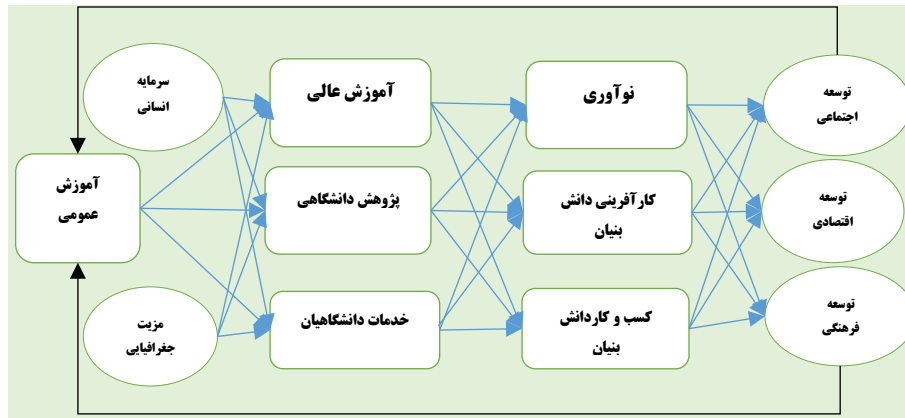 سرمایه
انسانی
آموزش
عمومی
مزیت
جغرافیایی
آموزش عالی
پژوهش دانشگاهی
خدمات دانشگاهیان
نوآوری
کارآفرینی دانش
بنیان
کسب و کاردانش
بنیان
توسعه
اجتماعی
توسعه
اقتصادی
توسعه
فرهنگی